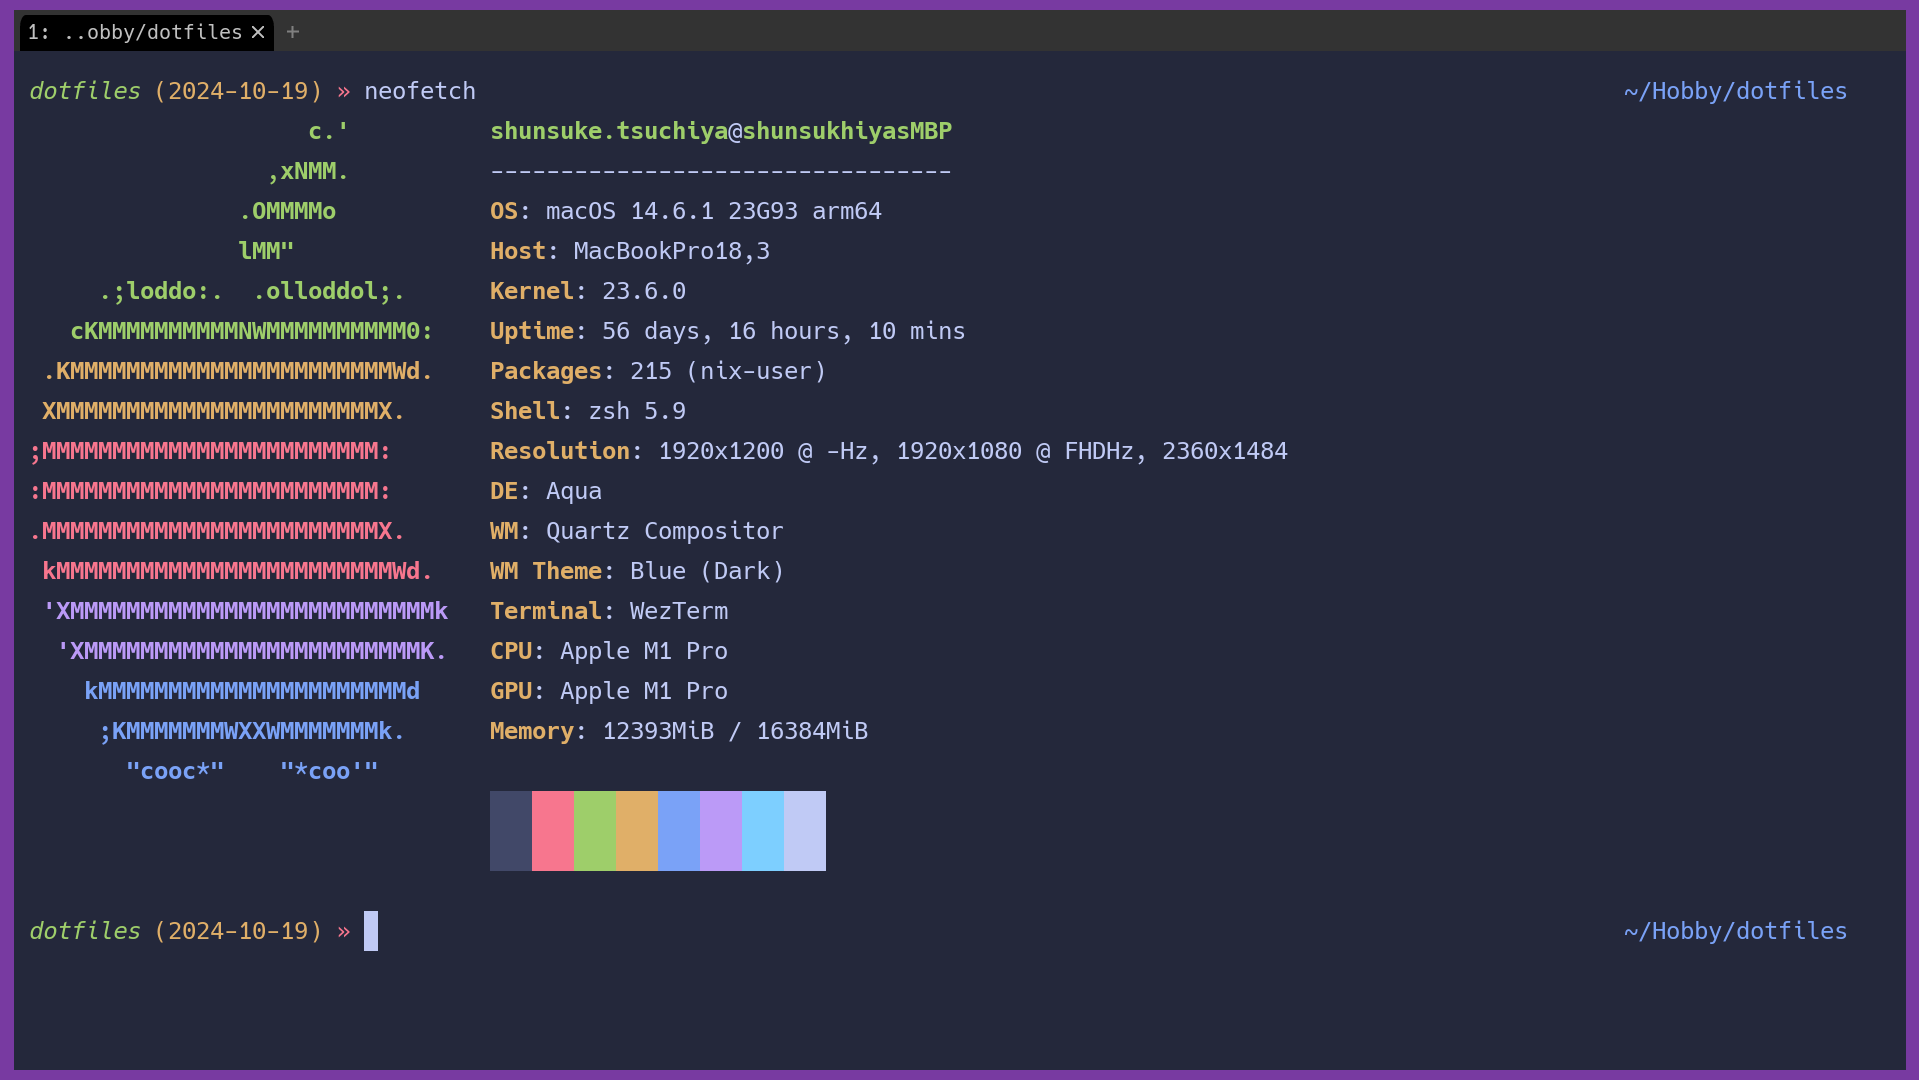 1: ..obby/dotfiles × +
dotfiles (2024-10-19) » neofetch ~/Hobby/dotfiles
c.' shunsuke.tsuchiya@shunsukhiyasMBP
,xNMM. ---------------------------------
.OMMMMo OS: macOS 14.6.1 23G93 arm64
lMM" Host: MacBookPro18,3
.;loddo:. .olloddol;. Kernel: 23.6.0
cKMMMMMMMMMMNWMMMMMMMMMM0: Uptime: 56 days, 16 hours, 10 mins
.KMMMMMMMMMMMMMMMMMMMMMMMWd. Packages: 215 (nix-user)
XMMMMMMMMMMMMMMMMMMMMMMMX. Shell: zsh 5.9
;MMMMMMMMMMMMMMMMMMMMMMMM: Resolution: 1920x1200 @ -Hz, 1920x1080 @ FHDHz, 2360x1484
:MMMMMMMMMMMMMMMMMMMMMMMM: DE: Aqua
.MMMMMMMMMMMMMMMMMMMMMMMMX. WM: Quartz Compositor
kMMMMMMMMMMMMMMMMMMMMMMMMWd. WM Theme: Blue (Dark)
'XMMMMMMMMMMMMMMMMMMMMMMMMMMk Terminal: WezTerm
'XMMMMMMMMMMMMMMMMMMMMMMMMK. CPU: Apple M1 Pro
kMMMMMMMMMMMMMMMMMMMMMMd GPU: Apple M1 Pro
;KMMMMMMMWXXWMMMMMMMk. Memory: 12393MiB / 16384MiB
"cooc*" "*coo'"
dotfiles (2024-10-19) » ~/Hobby/dotfiles